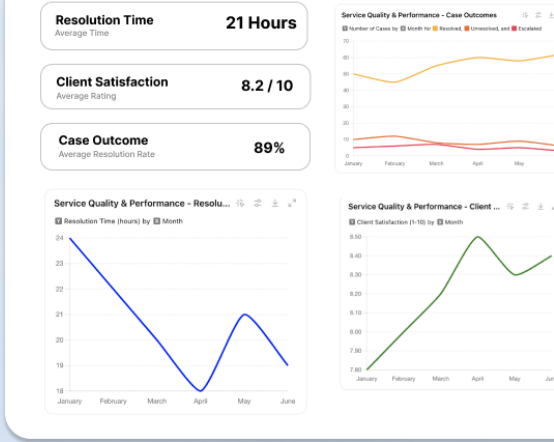 Resolution Time
Average Time
21 Hours
Client Satisfaction
Average Rating
8.2 / 10
Case Outcome
Average Resolution Rate
89%
Service Quality & Performance - Case Outcomes
Y Number of Cases by X Month for Resolved, Unresolved, and Escalated
70
60
50
40
30
20
10
0
January February March April May
Service Quality & Performance - Resolu...
Y Resolution Time (hours) by X Month
24
23
22
21
20
19
18
January February March April May June
Service Quality & Performance - Client ...
Y Client Satisfaction (1-10) by X Month
8.50
8.40
8.30
8.20
8.10
8.00
7.90
7.80
January February March April May Jun